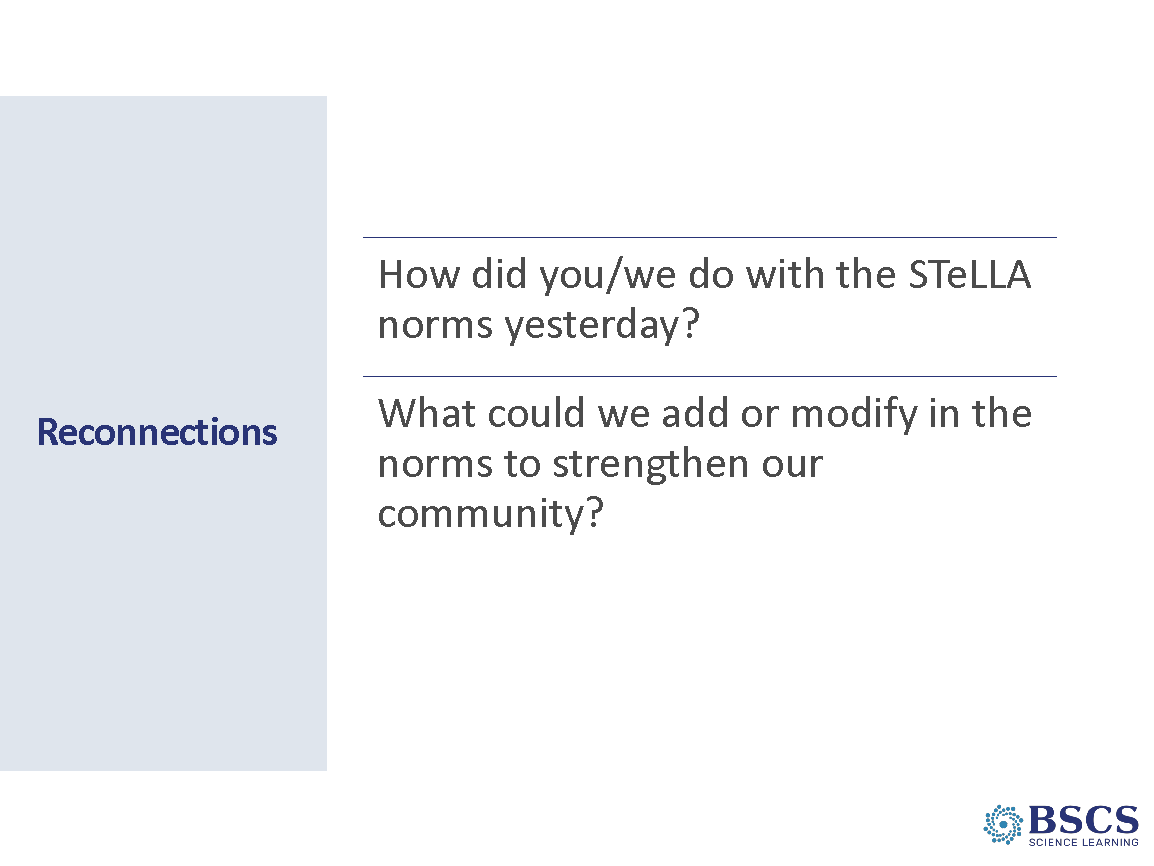 Reconnections
How did you/we do with the STeLLA
norms yesterday?
What could we add or modify in the
norms to strengthen our
community?
BSCS
SCIENCE LEARNING